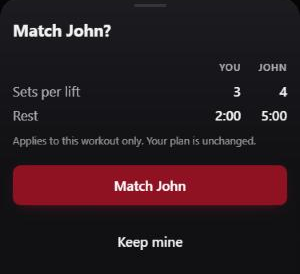 Match John?
YOU JOHN
Sets per lift 3 4
Rest 2:00 5:00
Applies to this workout only. Your plan is unchanged.
Match John
Keep mine